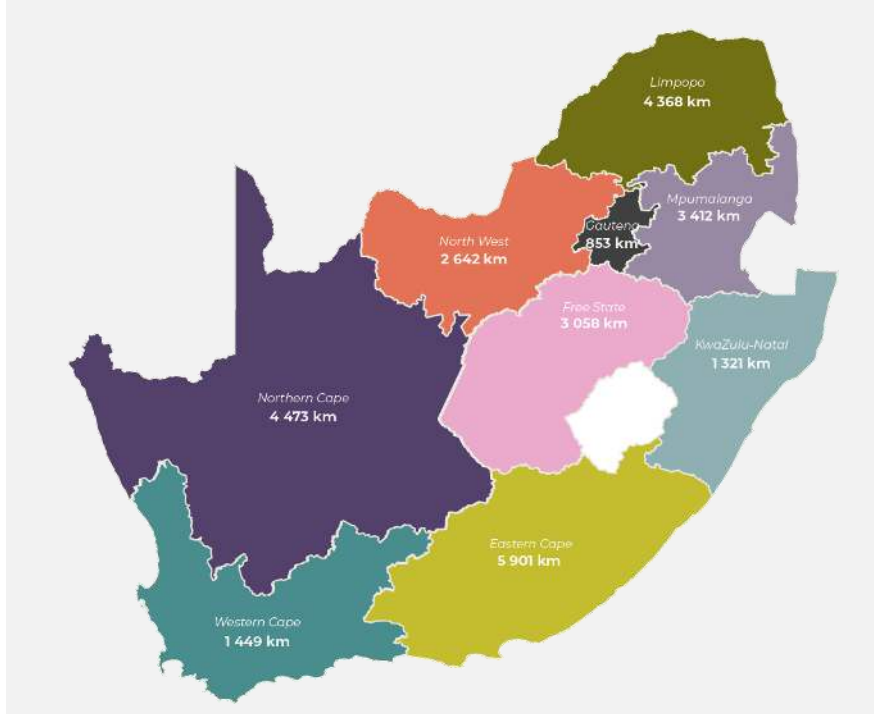 Limpopo
4 368 km
Mpumalanga
3 412 km
Gauteng
853 km
North West
2 642 km
Free State
3 058 km
KwaZulu-Natal
1 321 km
Northern Cape
4 473 km
Eastern Cape
5 901 km
Western Cape
1 449 km